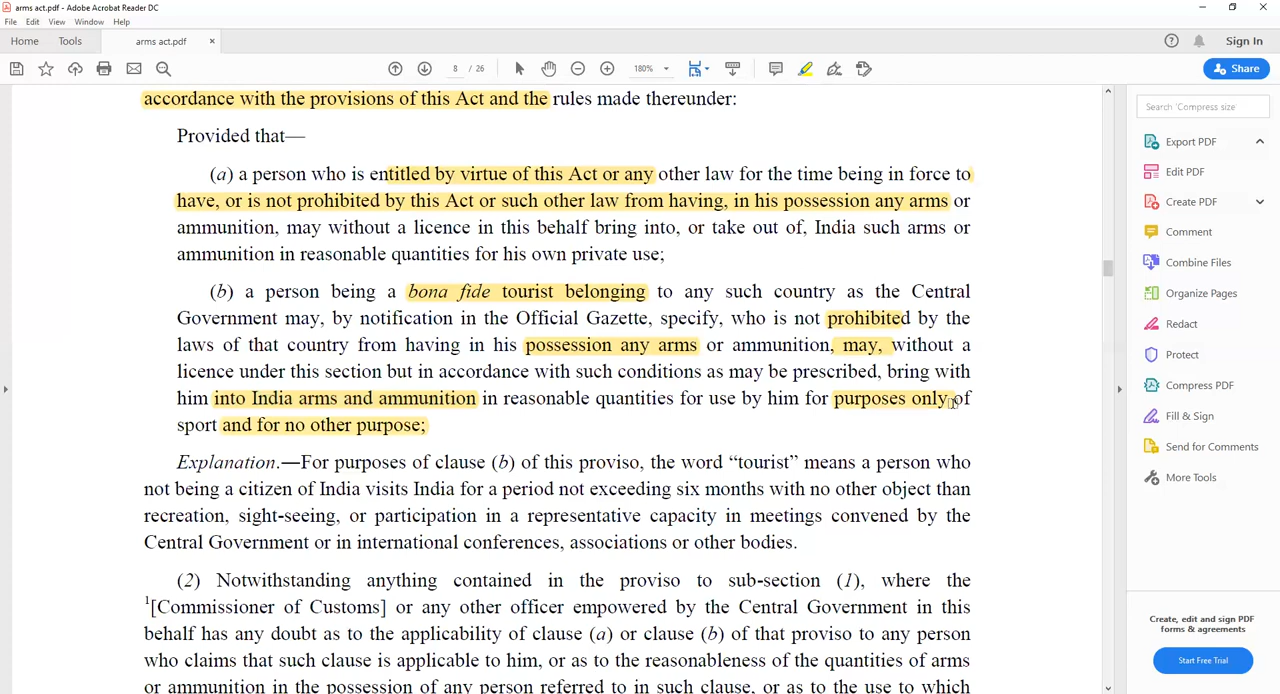 arms act.pdf - Adobe Acrobat Reader DC
File Edit View Window Help
Home Tools arms act.pdf × Sign In
8 / 26 180% Share
accordance with the provisions of this Act and the rules made thereunder:
Provided that—
(a) a person who is entitled by virtue of this Act or any other law for the time being in force to
have, or is not prohibited by this Act or such other law from having, in his possession any arms or
ammunition, may without a licence in this behalf bring into, or take out of, India such arms or
ammunition in reasonable quantities for his own private use;
(b) a person being a bona fide tourist belonging to any such country as the Central
Government may, by notification in the Official Gazette, specify, who is not prohibited by the
laws of that country from having in his possession any arms or ammunition, may, without a
licence under this section but in accordance with such conditions as may be prescribed, bring with
him into India arms and ammunition in reasonable quantities for use by him for purposes only of
sport and for no other purpose;
Explanation.—For purposes of clause (b) of this proviso, the word “tourist” means a person who
not being a citizen of India visits India for a period not exceeding six months with no other object than
recreation, sight-seeing, or participation in a representative capacity in meetings convened by the
Central Government or in international conferences, associations or other bodies.
(2) Notwithstanding anything contained in the proviso to sub-section (1), where the
1[Commissioner of Customs] or any other officer empowered by the Central Government in this
behalf has any doubt as to the applicability of clause (a) or clause (b) of that proviso to any person
who claims that such clause is applicable to him, or as to the reasonableness of the quantities of arms
or ammunition in the possession of any person referred to in such clause, or as to the use to which
Search 'Compress size'
Export PDF
Edit PDF
Create PDF
Comment
Combine Files
Organize Pages
Redact
Protect
Compress PDF
Fill & Sign
Send for Comments
More Tools
Create, edit and sign PDF
forms & agreements
Start Free Trial